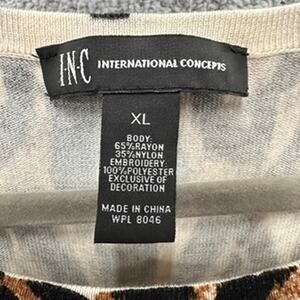 I·N·C INTERNATIONAL CONCEPTS
XL
BODY:
65%RAYON
35%NYLON
EMBROIDERY:
100%POLYESTER
EXCLUSIVE OF
DECORATION
MADE IN CHINA
WPL 8046